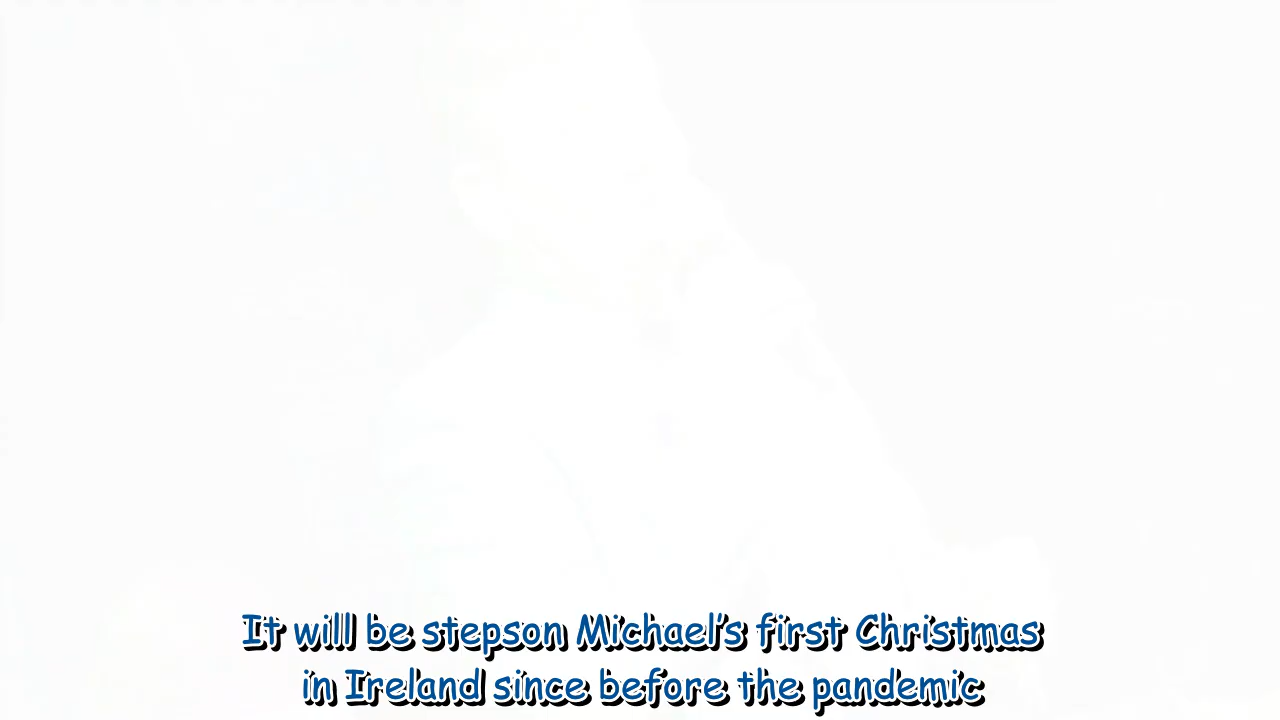 It will be stepson Michael's first Christmas
in Ireland since before the pandemic